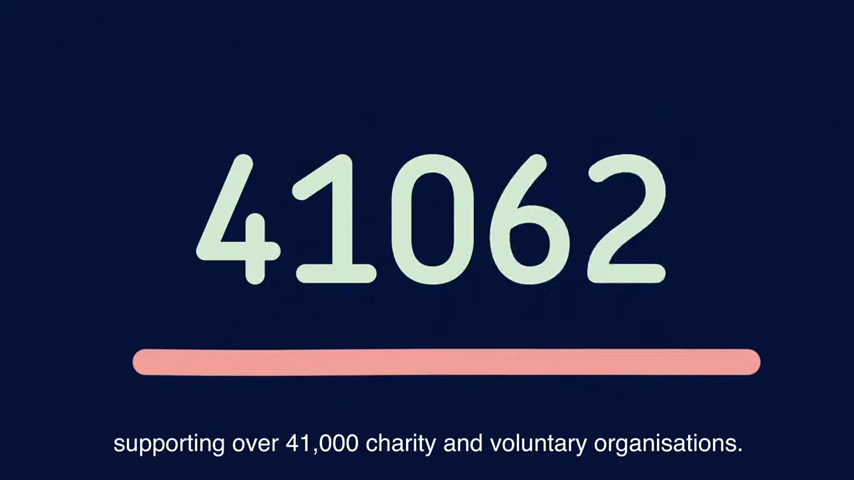 41062
supporting over 41,000 charity and voluntary organisations.